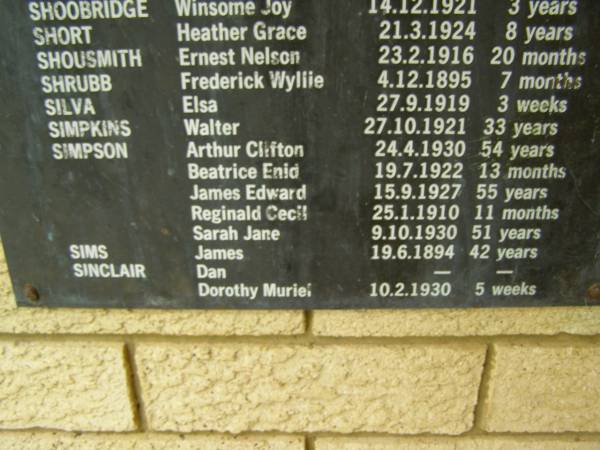 SHOOBRIDGE Winsome Joy 14.12.1921 3 years
SHORT Heather Grace 21.3.1924 8 years
SHOUSMITH Ernest Nelson 23.2.1916 20 months
SHRUBB Frederick Wyllie 4.12.1895 7 months
SILVA Elsa 27.9.1919 3 weeks
SIMPKINS Walter 27.10.1921 33 years
SIMPSON Arthur Clifton 24.4.1930 54 years
Beatrice Enid 19.7.1922 13 months
James Edward 15.9.1927 55 years
Reginald Cecil 25.1.1910 11 months
Sarah Jane 9.10.1930 51 years
SIMS James 19.6.1894 42 years
SINCLAIR Dan — —
Dorothy Muriel 10.2.1930 5 weeks